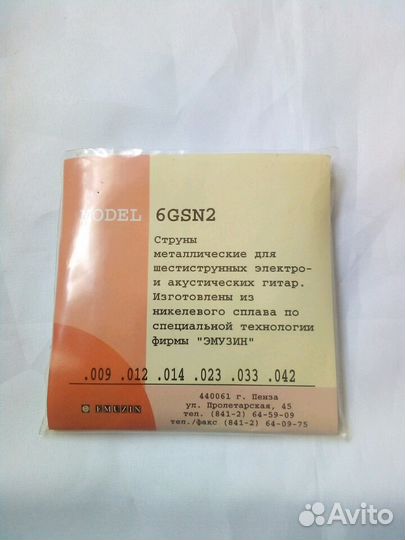 MODEL 6GSN2
Струны
металлические для
шестиструнных электро-
и акустических гитар.
Изготовлены из
никелевого сплава по
специальной технологии
фирмы "ЭМУЗИН"
.009 .012 .014 .023 .033 .042
EMUZIN
440061 г. Пенза
ул. Пролетарская, 45
тел. (841-2) 64-59-09
тел./факс (841-2) 64-09-75
Avito